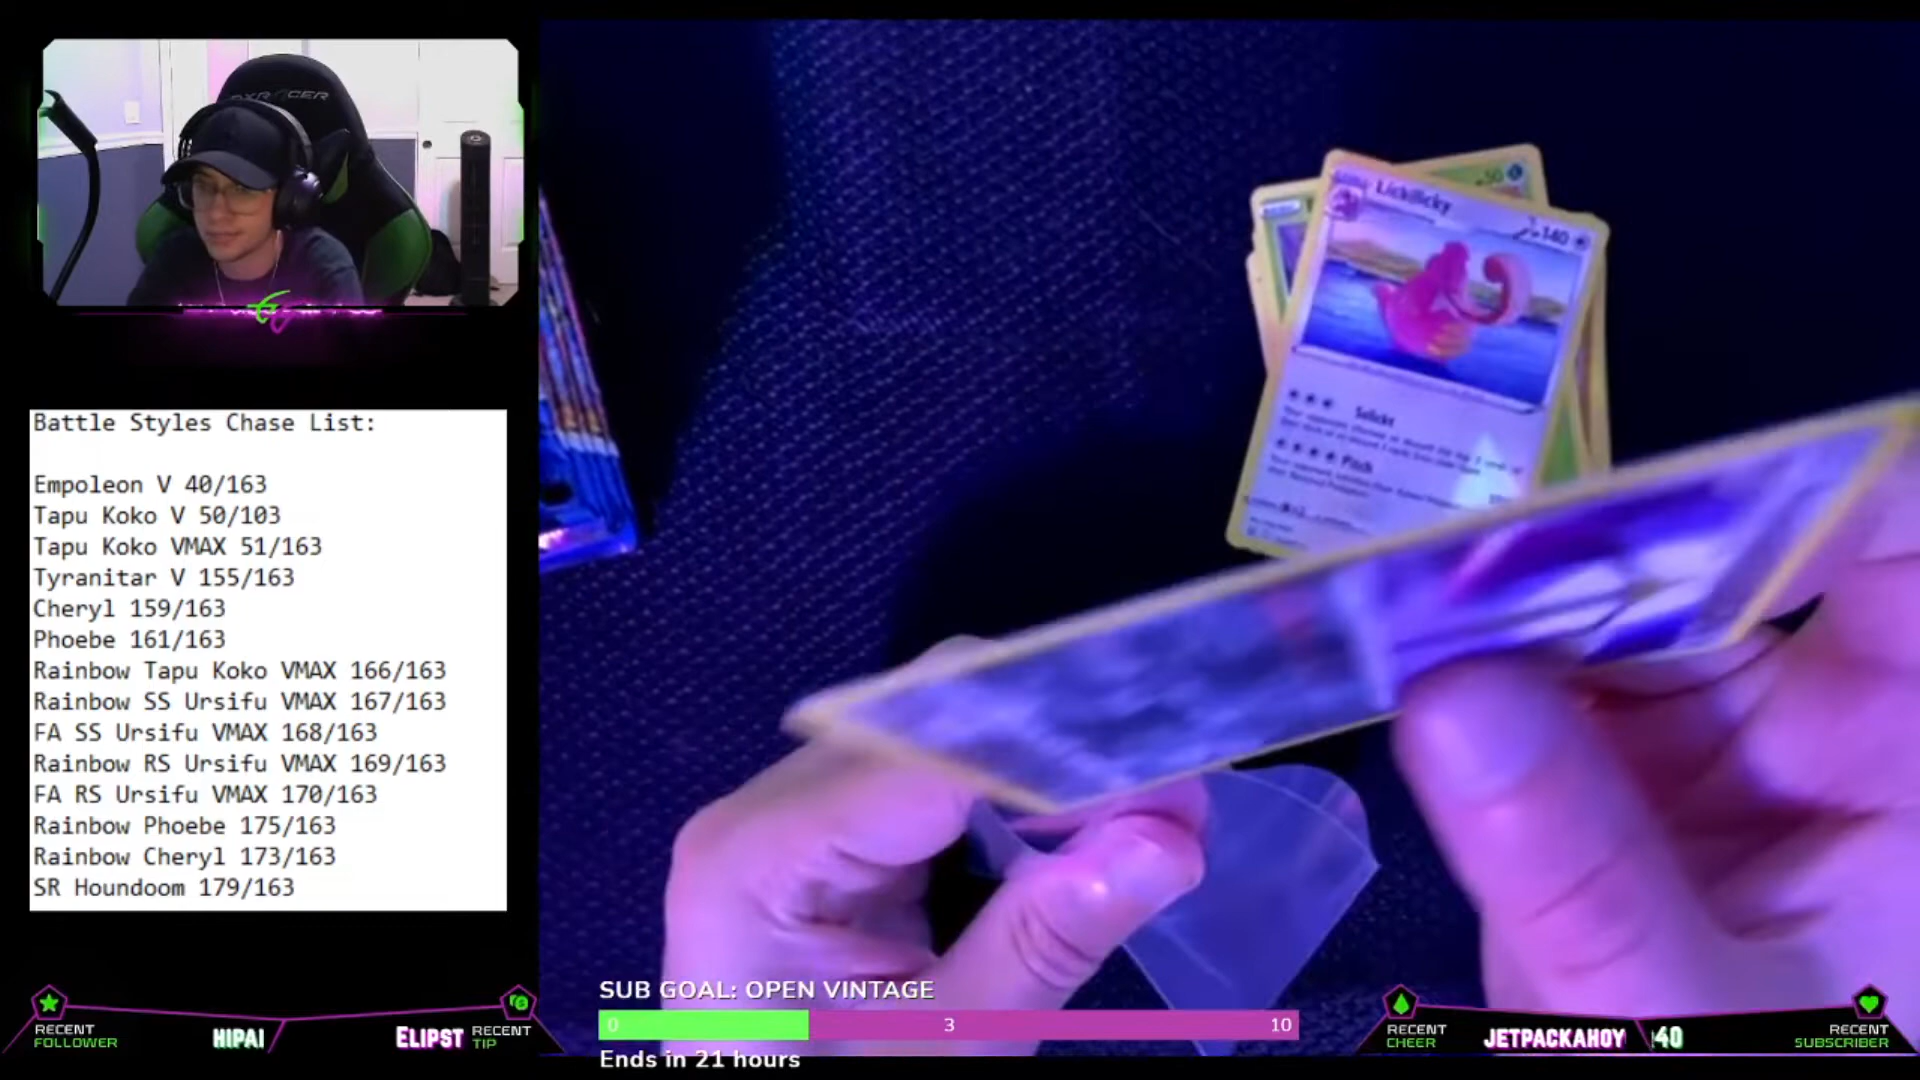 DXRACER
Battle Styles Chase List:
Empoleon V 40/163
Tapu Koko V 50/103
Tapu Koko VMAX 51/163
Tyranitar V 155/163
Cheryl 159/163
Phoebe 161/163
Rainbow Tapu Koko VMAX 166/163
Rainbow SS Ursifu VMAX 167/163
FA SS Ursifu VMAX 168/163
Rainbow RS Ursifu VMAX 169/163
FA RS Ursifu VMAX 170/163
Rainbow Phoebe 175/163
Rainbow Cheryl 173/163
SR Houndoom 179/163
50
Lickilicky
140
Pitch
SUB GOAL: OPEN VINTAGE
0 3 10
Ends in 21 hours
RECENT FOLLOWER
HIPAI
ELIPST
RECENT TIP
RECENT CHEER
JETPACKAHOY
40
RECENT SUBSCRIBER